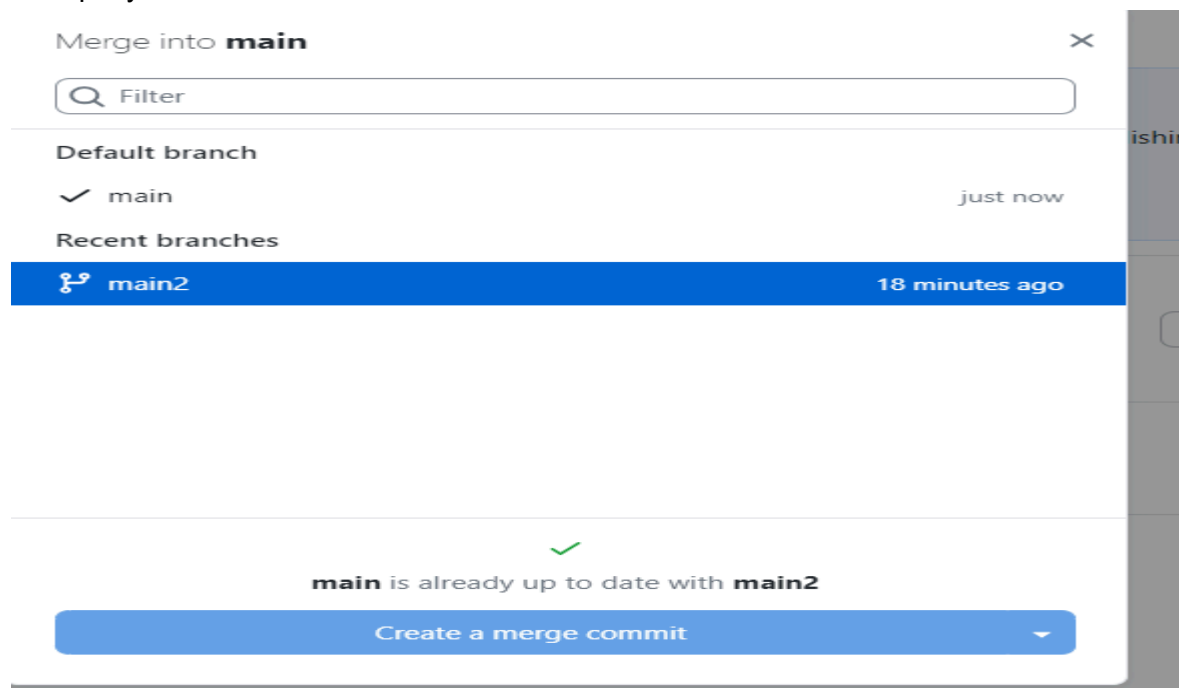 Merge into main
Filter
Default branch
main just now
Recent branches
main2 18 minutes ago
main is already up to date with main2
Create a merge commit